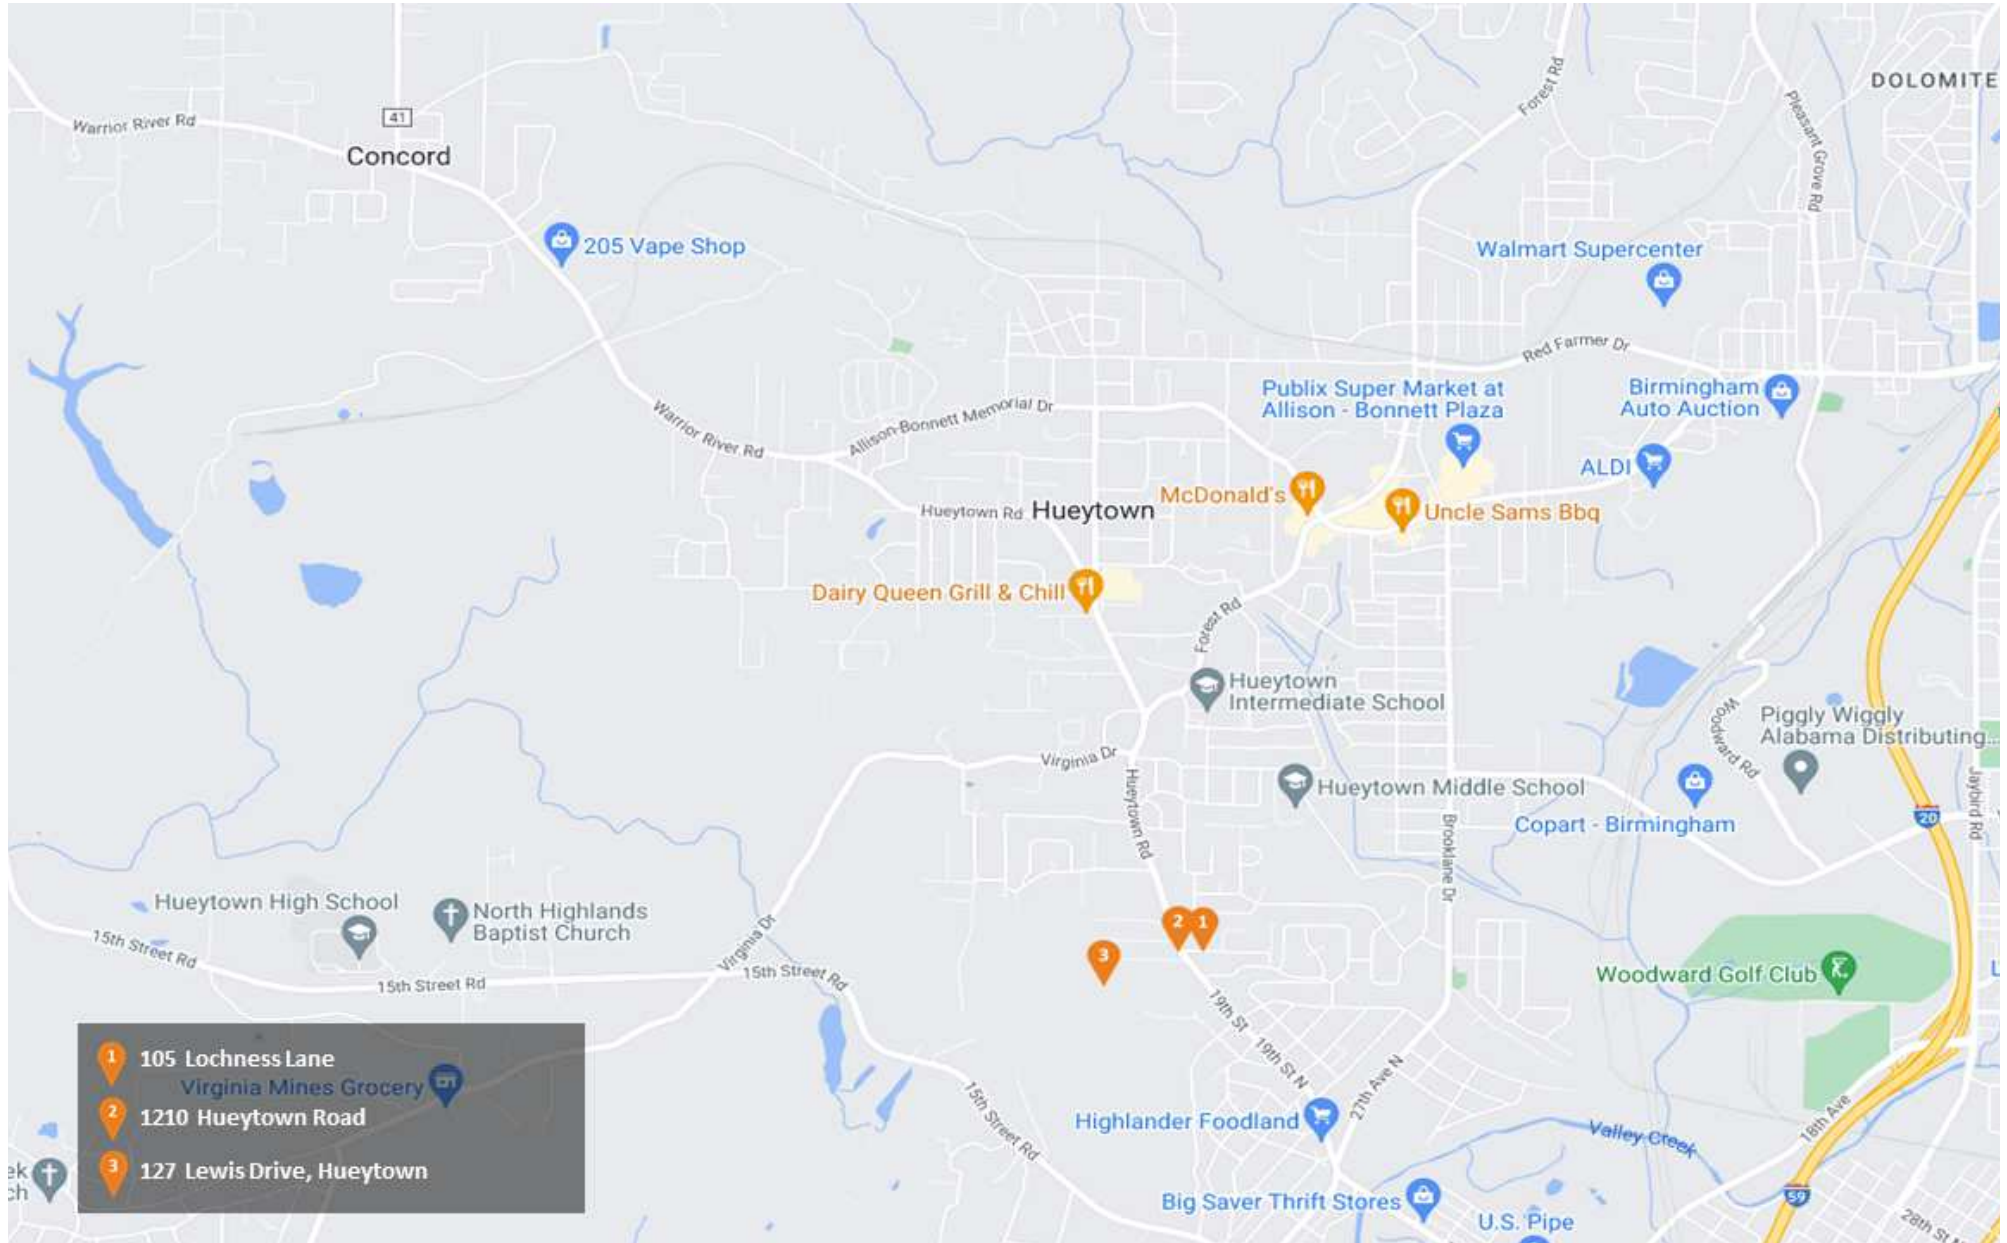 DOLOMITE
Forest Rd
Pleasant Grove Rd
Warrior River Rd
41
Concord
205 Vape Shop
Walmart Supercenter
Red Farmer Dr
Publix Super Market at
Allison - Bonnett Plaza
Birmingham
Auto Auction
Allison-Bonnett Memorial Dr
Warrior River Rd
ALDI
McDonald's
Hueytown Rd
Hueytown
Uncle Sams Bbq
Dairy Queen Grill & Chill
Forest Rd
Hueytown
Intermediate School
Woodward Rd
Piggly Wiggly
Alabama Distributing...
Virginia Dr
Hueytown Rd
Hueytown Middle School
Copart - Birmingham
Jaybird Rd
20
Brooklane Dr
Hueytown High School
North Highlands
Baptist Church
2
1
3
15th Street Rd
Virginia Dr
15th Street Rd
15th Street Rd
Woodward Golf Club
19th St
19th St N
27th Ave N
1 105 Lochness Lane
Virginia Mines Grocery
2 1210 Hueytown Road
3 127 Lewis Drive, Hueytown
15th Street Rd
Highlander Foodland
Valley Creek
18th Ave
ek
ch
Big Saver Thrift Stores
59
U.S. Pipe
28th St